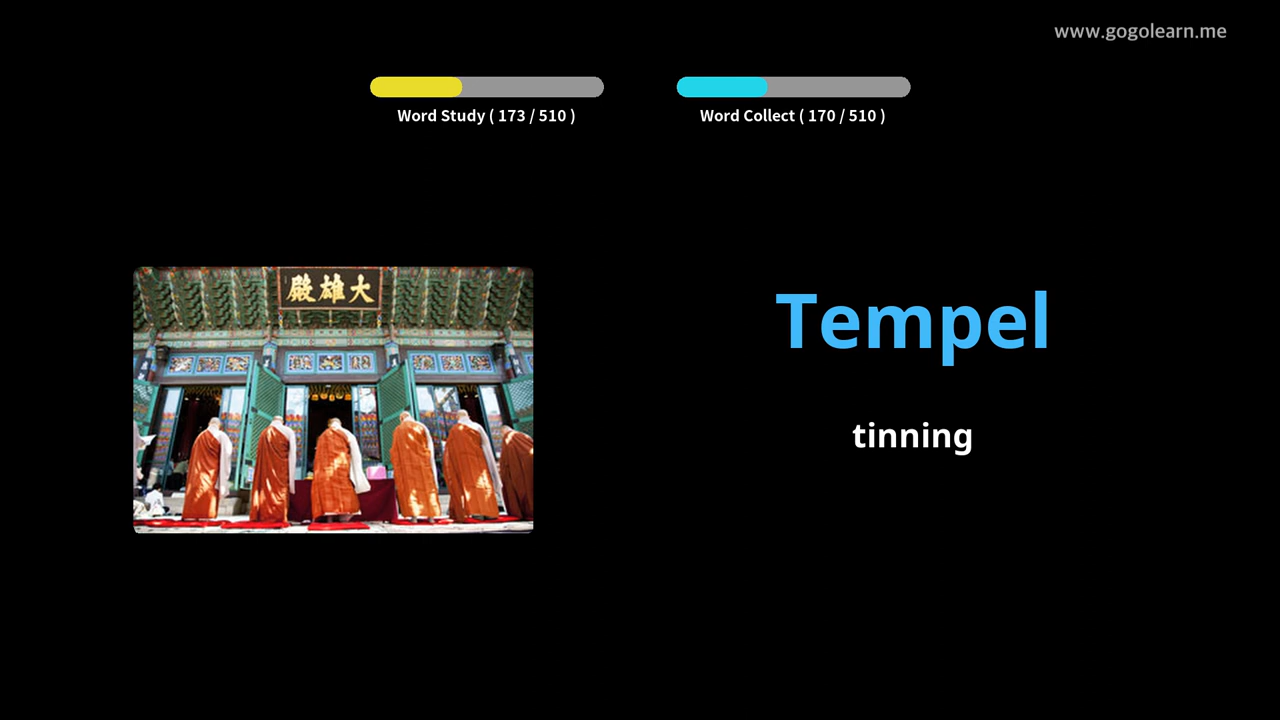 www.gogolearn.me
Word Study ( 173 / 510 )
Word Collect ( 170 / 510 )
殿雄大
Tempel
tinning